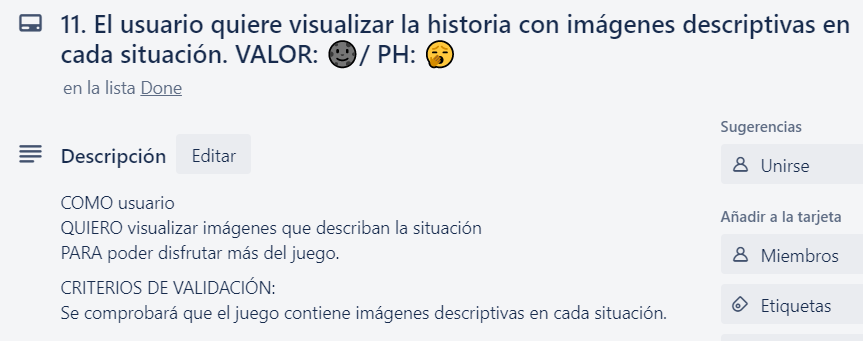 11. El usuario quiere visualizar la historia con imágenes descriptivas en
cada situación. VALOR: 🌚/ PH: 🥱
en la lista Done
Sugerencias
Descripción
Editar
Unirse
COMO usuario
QUIERO visualizar imágenes que describan la situación
PARA poder disfrutar más del juego.
Añadir a la tarjeta
Miembros
CRITERIOS DE VALIDACIÓN:
Se comprobará que el juego contiene imágenes descriptivas en cada situación.
Etiquetas